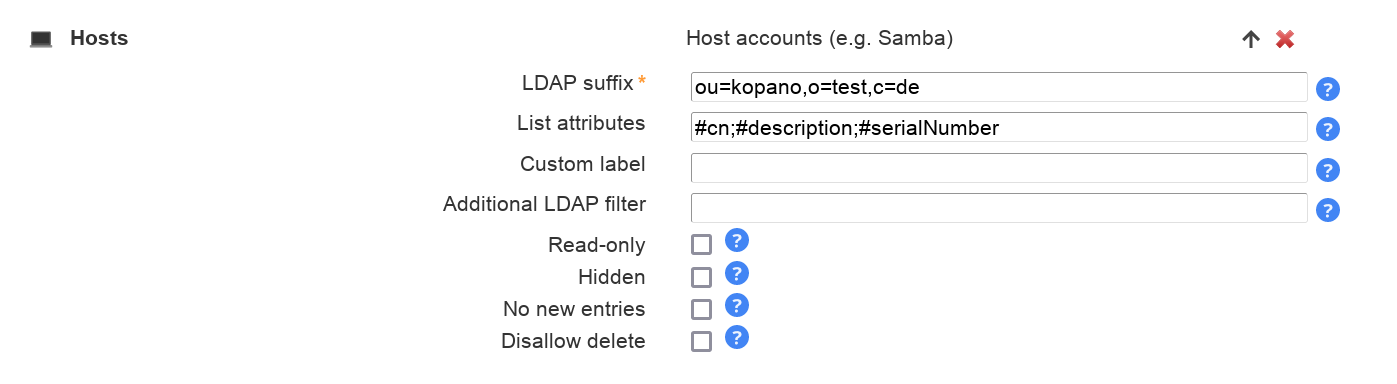 Hosts Host accounts (e.g. Samba)
LDAP suffix* ou=kopano,o=test,c=de ?
List attributes #cn;#description;#serialNumber ?
Custom label ?
Additional LDAP filter ?
Read-only ?
Hidden ?
No new entries ?
Disallow delete ?